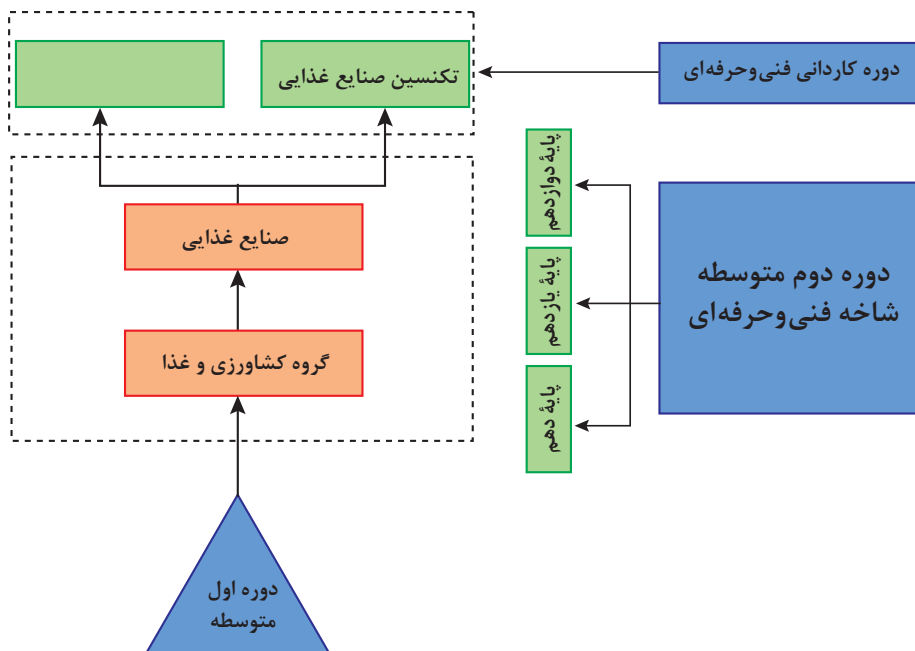 دوره کاردانی فنی‌وحرفه‌ای
تکنسین صنایع غذایی
دوره دوم متوسطه
شاخه فنی‌وحرفه‌ای
پایهٔ دوازدهم
پایهٔ یازدهم
پایهٔ دهم
صنایع غذایی
گروه کشاورزی و غذا
دوره اول
متوسطه